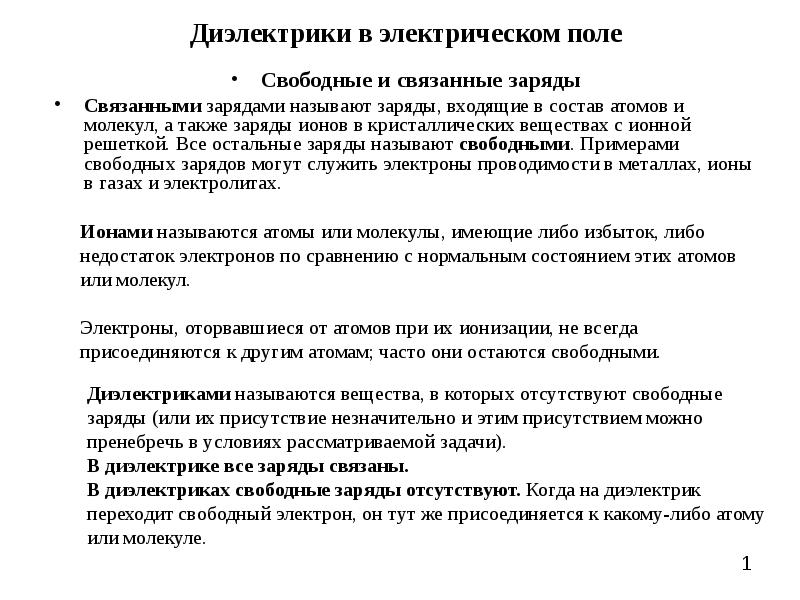 Диэлектрики в электрическом поле
• Свободные и связанные заряды
• Связанными зарядами называют заряды, входящие в состав атомов и
молекул, а также заряды ионов в кристаллических веществах с ионной
решеткой. Все остальные заряды называют свободными. Примерами
свободных зарядов могут служить электроны проводимости в металлах, ионы
в газах и электролитах.
Ионами называются атомы или молекулы, имеющие либо избыток, либо
недостаток электронов по сравнению с нормальным состоянием этих атомов
или молекул.
Электроны, оторвавшиеся от атомов при их ионизации, не всегда
присоединяются к другим атомам; часто они остаются свободными.
Диэлектриками называются вещества, в которых отсутствуют свободные
заряды (или их присутствие незначительно и этим присутствием можно
пренебречь в условиях рассматриваемой задачи).
В диэлектрике все заряды связаны.
В диэлектриках свободные заряды отсутствуют. Когда на диэлектрик
переходит свободный электрон, он тут же присоединяется к какому-либо атому
или молекуле.
1